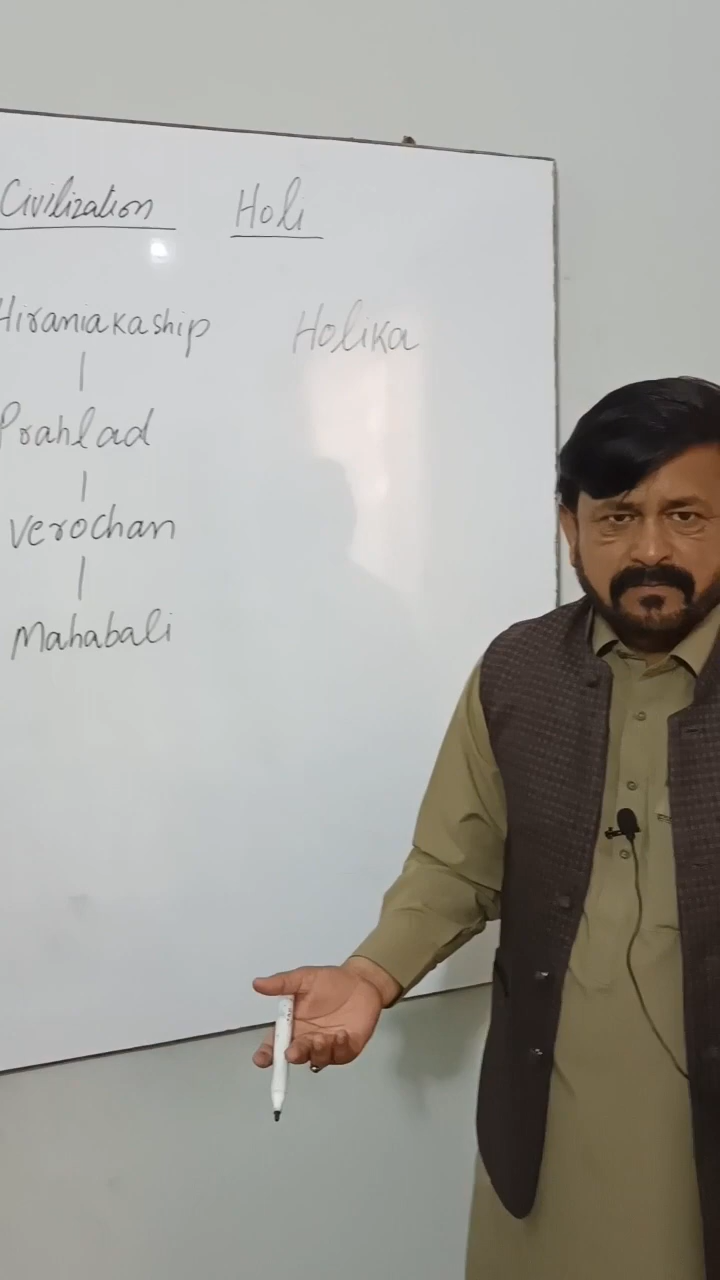 Civilization Holi
Hiraniakaship Holika
Prahlad
Verochan
Mahabali